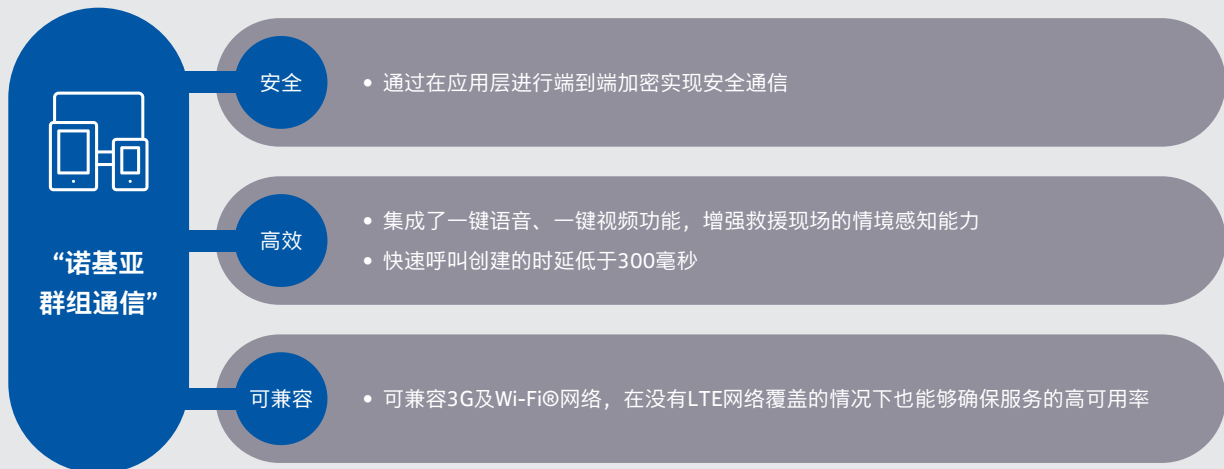 “诺基亚
群组通信”
安全
• 通过在应用层进行端到端加密实现安全通信
高效
• 集成了一键语音、一键视频功能，增强救援现场的情境感知能力
• 快速呼叫创建的时延低于300毫秒
可兼容
• 可兼容3G及Wi-Fi®网络，在没有LTE网络覆盖的情况下也能够确保服务的高可用率